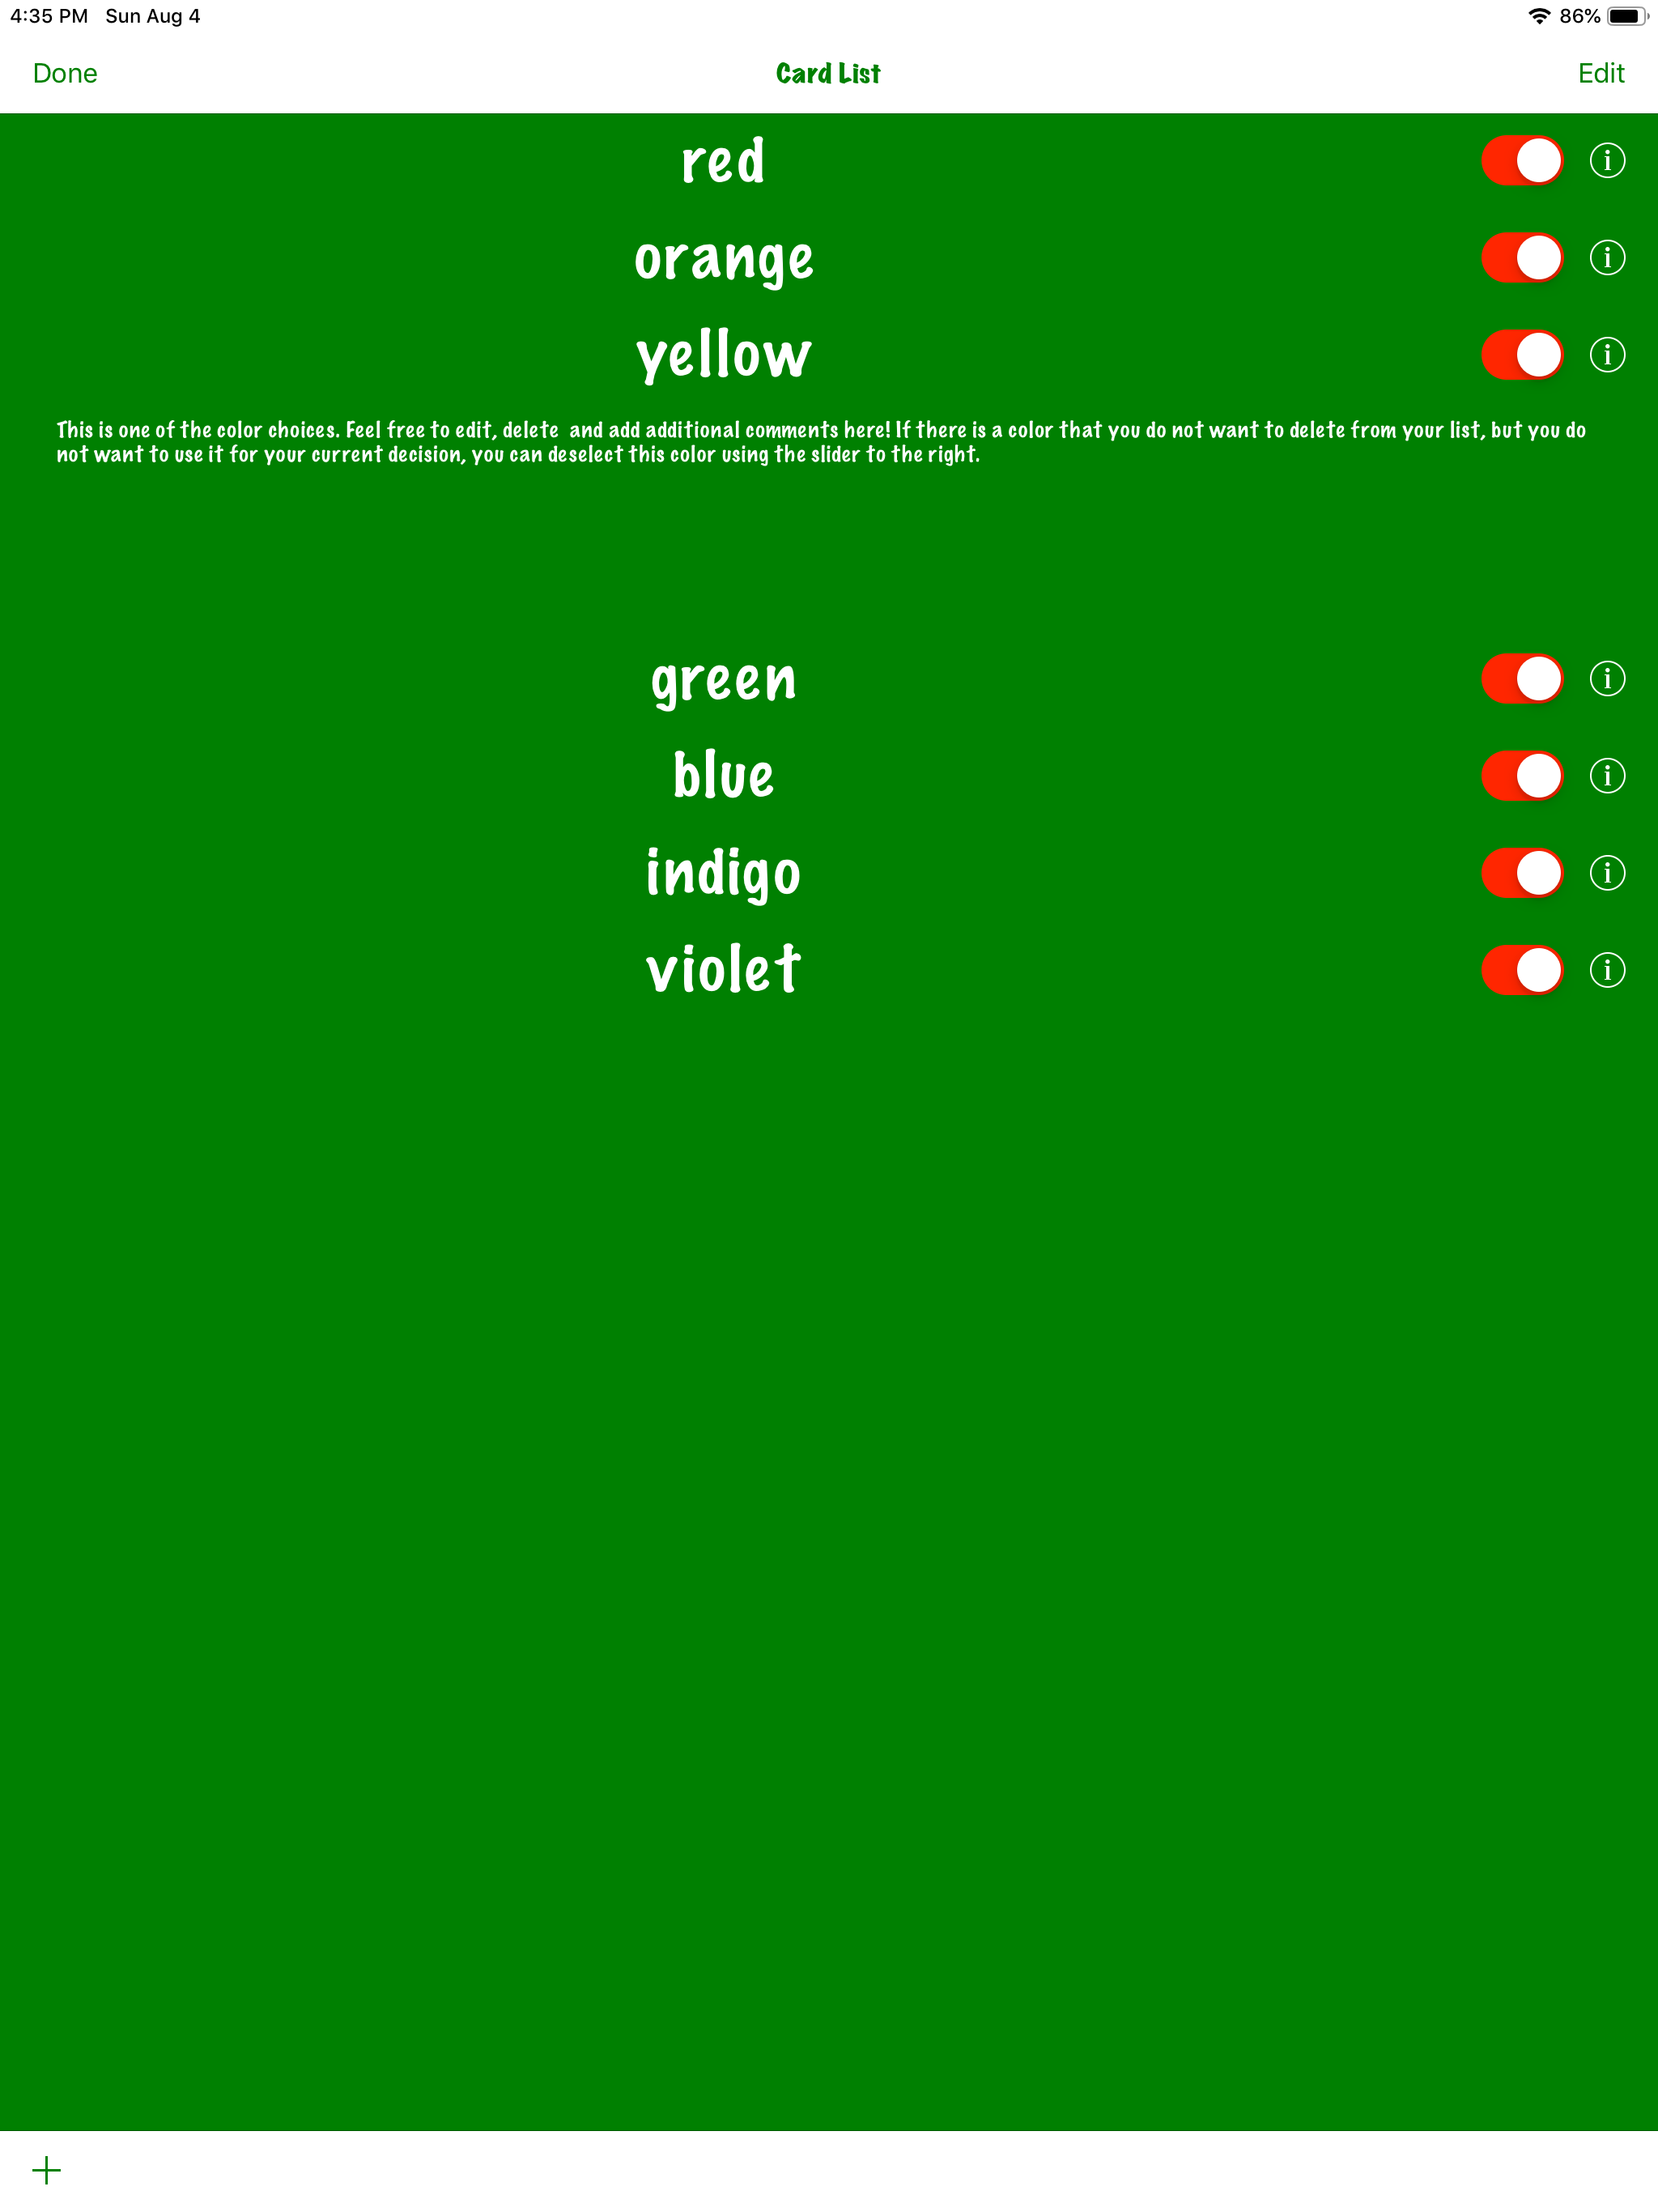 4:35 PM Sun Aug 4 86%
Done Card List Edit
red
orange
yellow
This is one of the color choices. Feel free to edit, delete  and add additional comments here! If there is a color that you do not want to delete from your list, but you do
not want to use it for your current decision, you can deselect this color using the slider to the right.
green
blue
indigo
violet